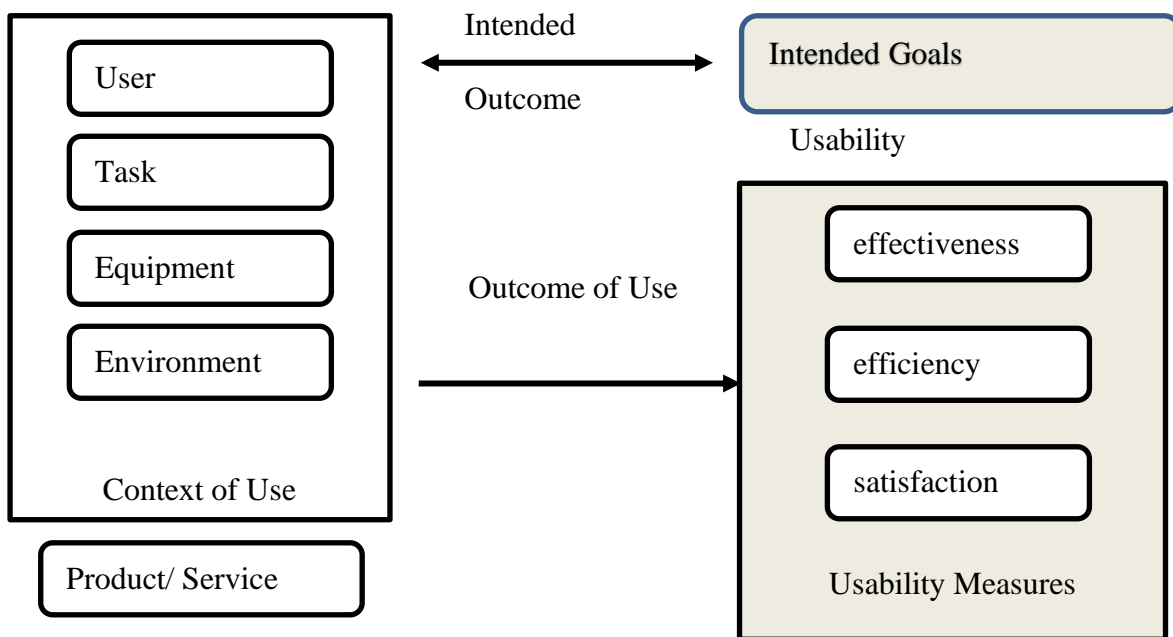 User
Task
Equipment
Environment
Context of Use
Product/ Service
Intended
Outcome
Outcome of Use
Intended Goals
Usability
effectiveness
efficiency
satisfaction
Usability Measures